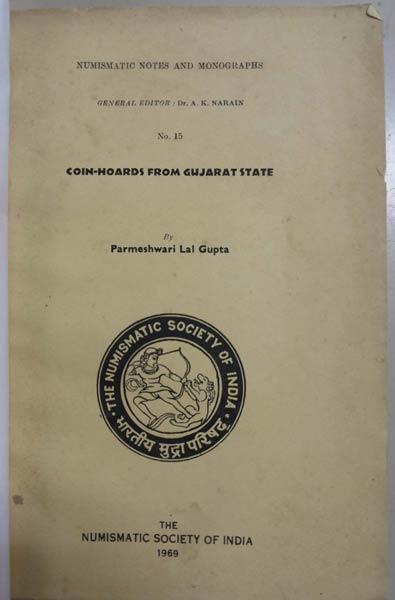 NUMISMATIC NOTES AND MONOGRAPHS
GENERAL EDITOR : Dr. A. K. NARAIN
No. 15
COIN-HOARDS FROM GUJARAT STATE
By
Parmeshwari Lal Gupta
THE NUMISMATIC SOCIETY OF INDIA
भारतीय मुद्रा परिषद्
THE
NUMISMATIC SOCIETY OF INDIA
1969